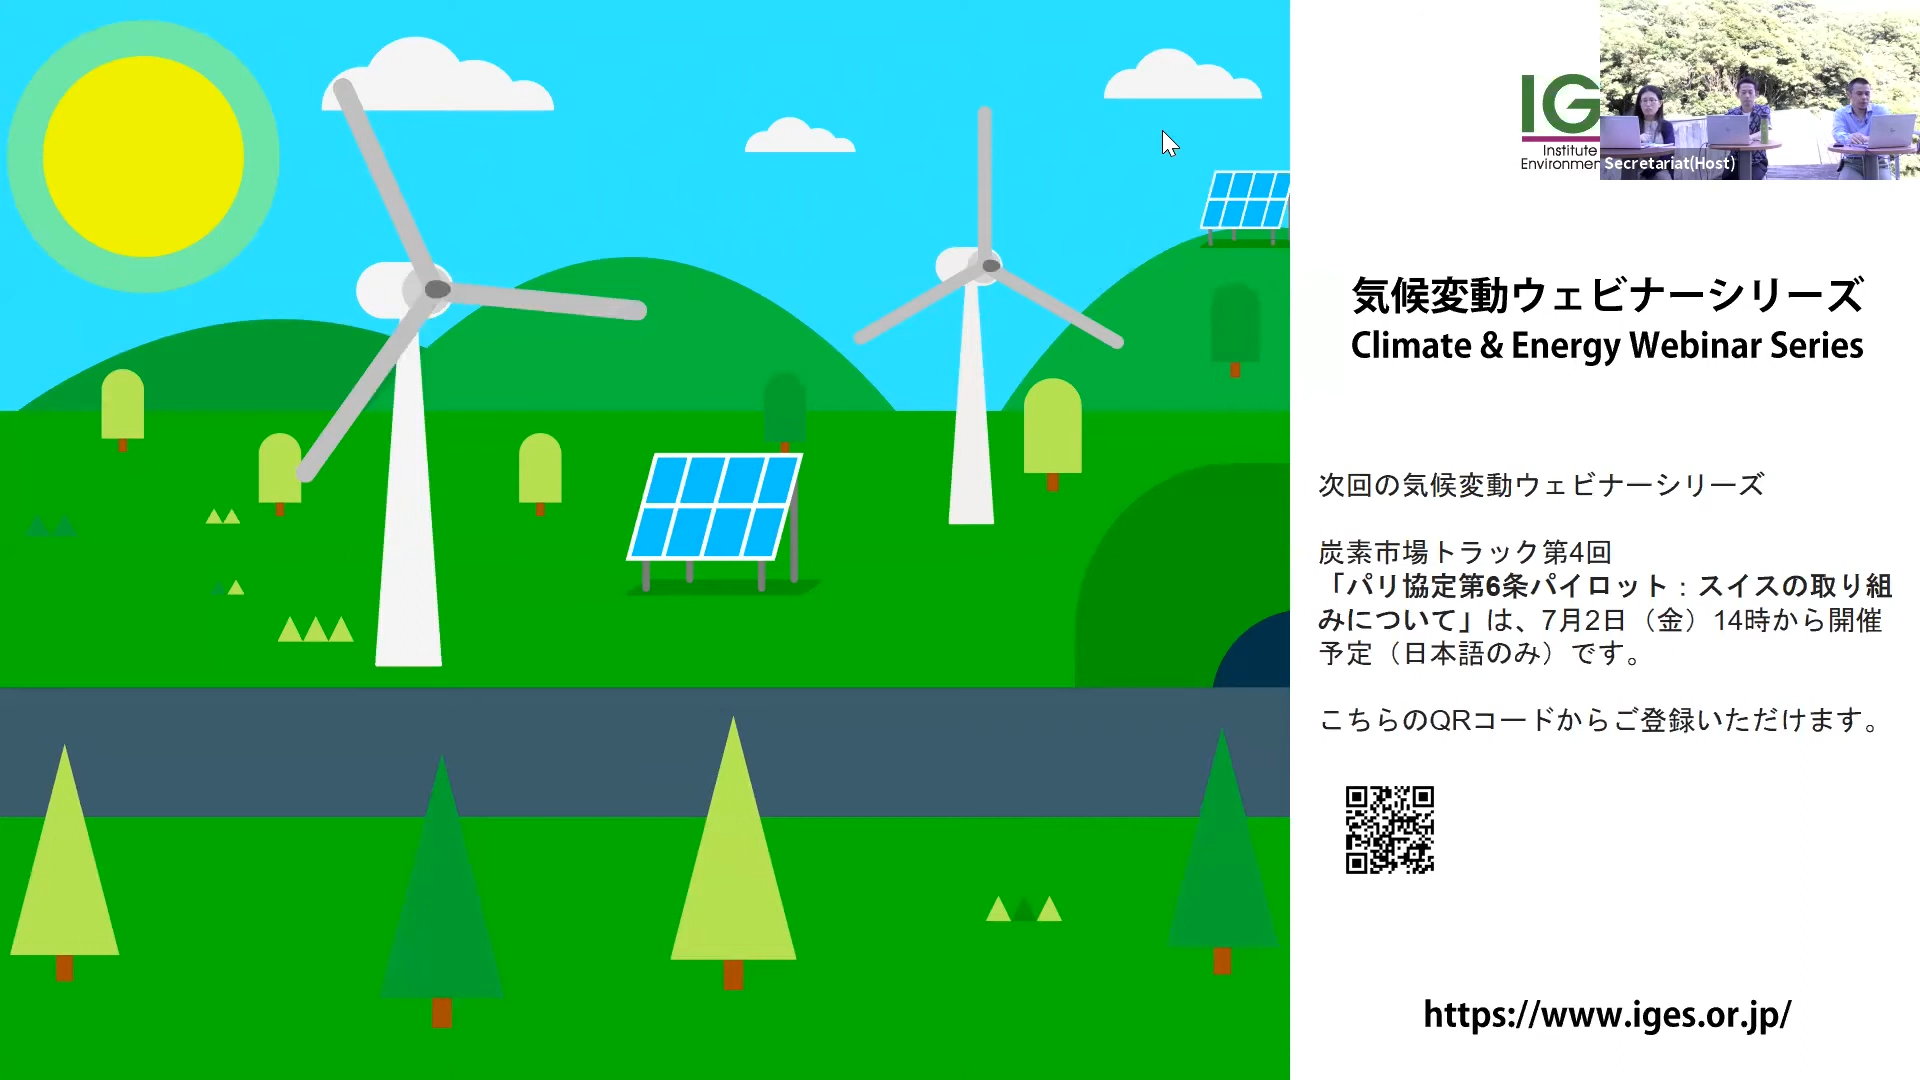 IG
Institute
Environmen
Secretariat(Host)
気候変動ウェビナーシリーズ
Climate & Energy Webinar Series
次回の気候変動ウェビナーシリーズ
炭素市場トラック第4回
「パリ協定第6条パイロット：スイスの取り組
みについて」は、7月2日（金）14時から開催
予定（日本語のみ）です。
こちらのQRコードからご登録いただけます。
https://www.iges.or.jp/